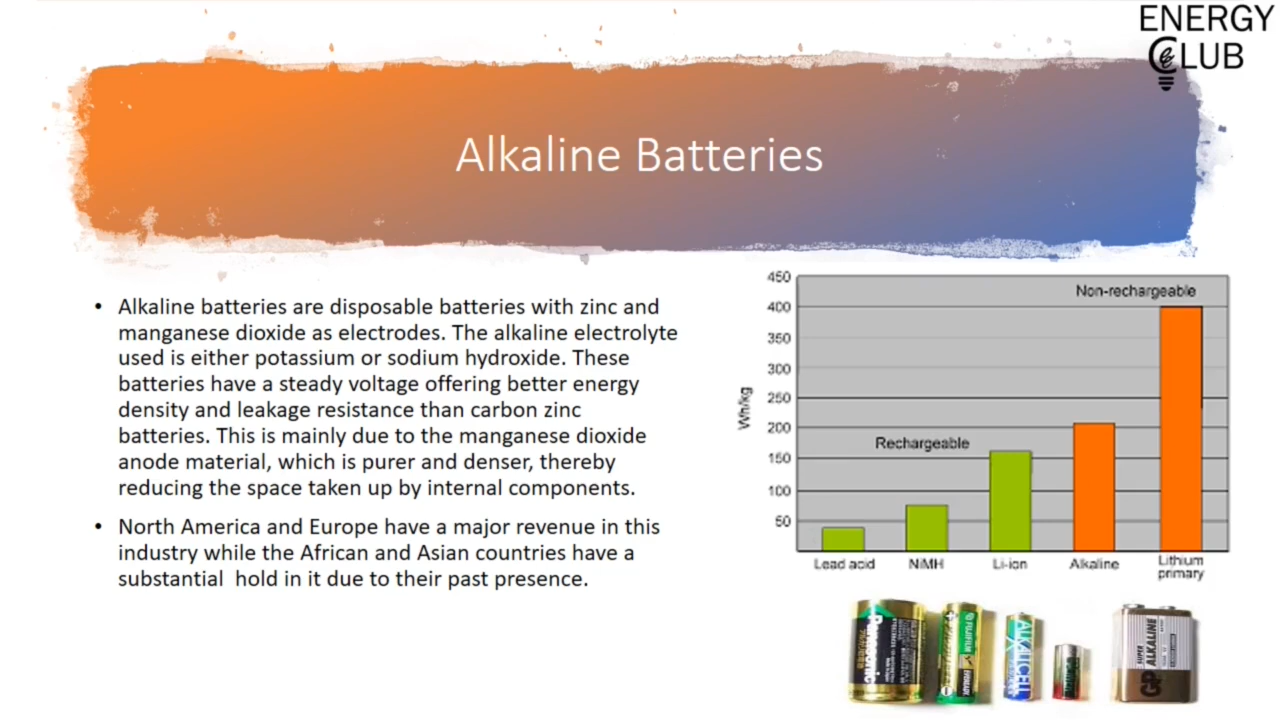 ENERGY
CLUB
Alkaline Batteries
• Alkaline batteries are disposable batteries with zinc and
manganese dioxide as electrodes. The alkaline electrolyte
used is either potassium or sodium hydroxide. These
batteries have a steady voltage offering better energy
density and leakage resistance than carbon zinc
batteries. This is mainly due to the manganese dioxide
anode material, which is purer and denser, thereby
reducing the space taken up by internal components.
• North America and Europe have a major revenue in this
industry while the African and Asian countries have a
substantial hold in it due to their past presence.
Wh/kg
450
400
350
300
250
200
150
100
50
Non-rechargeable
Rechargeable
Lead acid
NiMH
Li-ion
Alkaline
Lithium
primary
Panasonic
FUJIFILM
ALKALICELL
GP
SUPER
ALKALINE